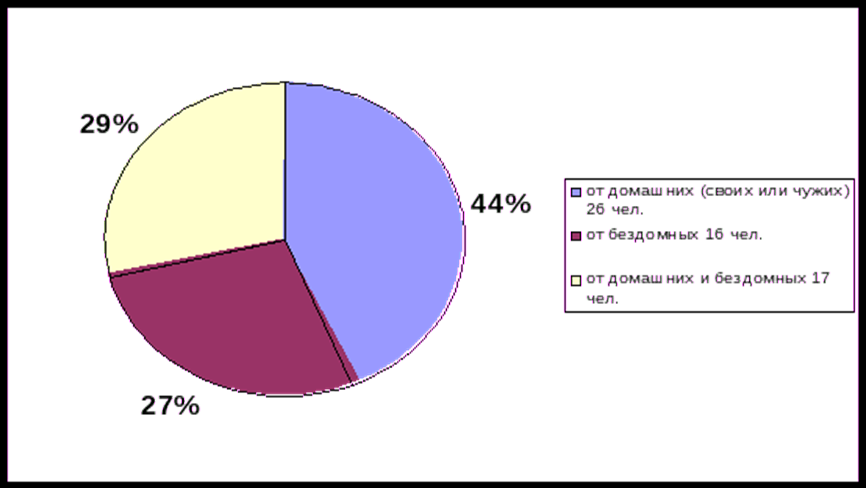 29%
44%
27%
от домашних (своих или чужих)
26 чел.
от бездомных 16 чел.
от домашних и бездомных 17
чел.